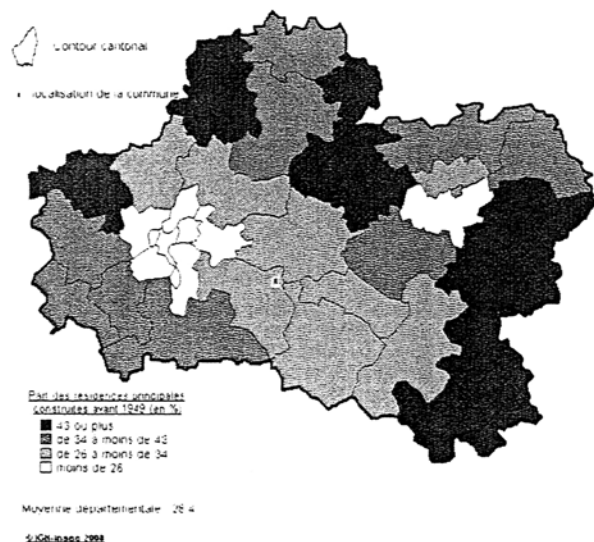 Contour cantonal
localisation de la commune
Part des résidences principales
construites avant 1949 (en %)
43 ou plus
de 34 à moins de 43
de 26 à moins de 34
moins de 26
Moyenne départementale : 28.4